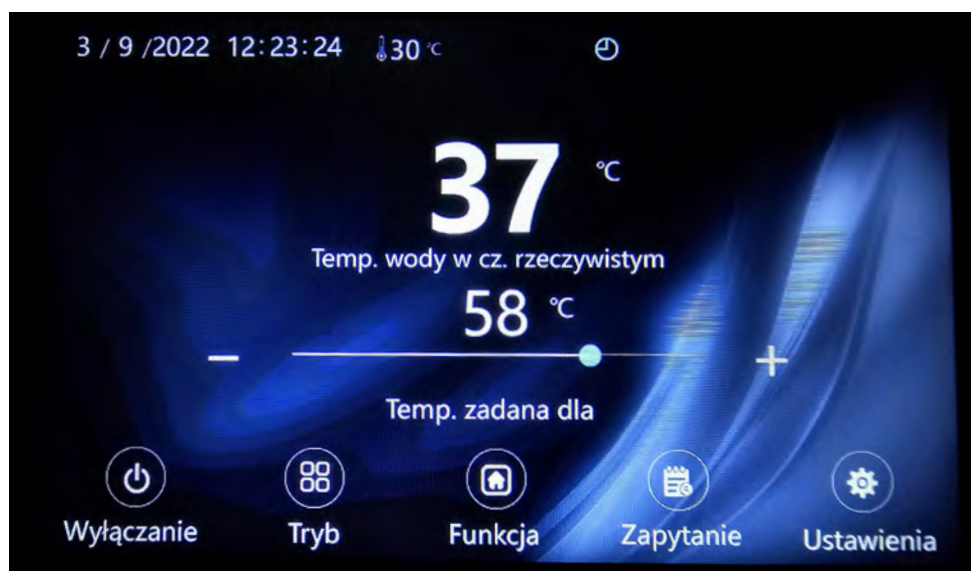 3 / 9 /2022 12:23:24 30 °C
37 °C
Temp. wody w cz. rzeczywistym
58 °C
− +
Temp. zadana dla
Wyłączanie Tryb Funkcja Zapytanie Ustawienia